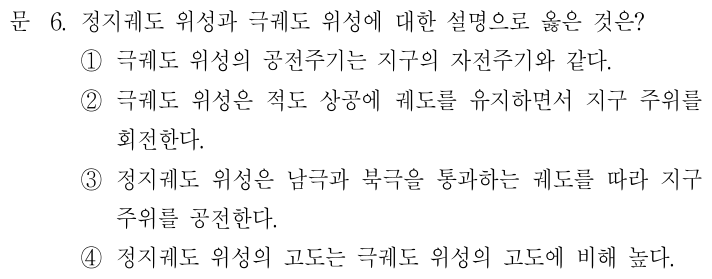 문 6. 정지궤도 위성과 극궤도 위성에 대한 설명으로 옳은 것은?
① 극궤도 위성의 공전주기는 지구의 자전주기와 같다.
② 극궤도 위성은 적도 상공에 궤도를 유지하면서 지구 주위를
회전한다.
③ 정지궤도 위성은 남극과 북극을 통과하는 궤도를 따라 지구
주위를 공전한다.
④ 정지궤도 위성의 고도는 극궤도 위성의 고도에 비해 높다.